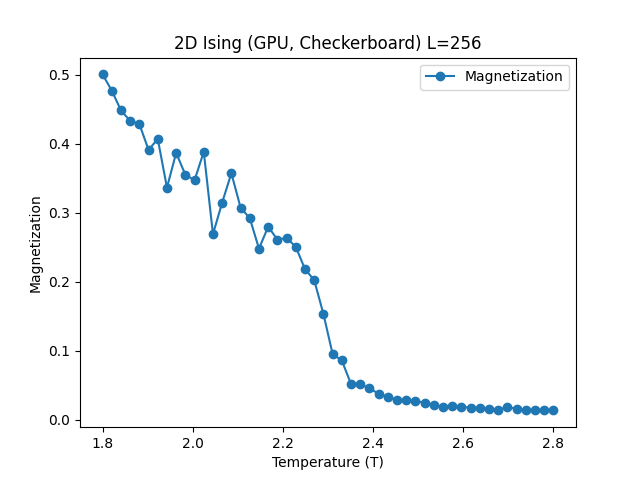 2D Ising (GPU, Checkerboard) L=256
Magnetization
0.5
0.4
0.3
0.2
0.1
0.0
Magnetization
1.8 2.0 2.2 2.4 2.6 2.8
Temperature (T)